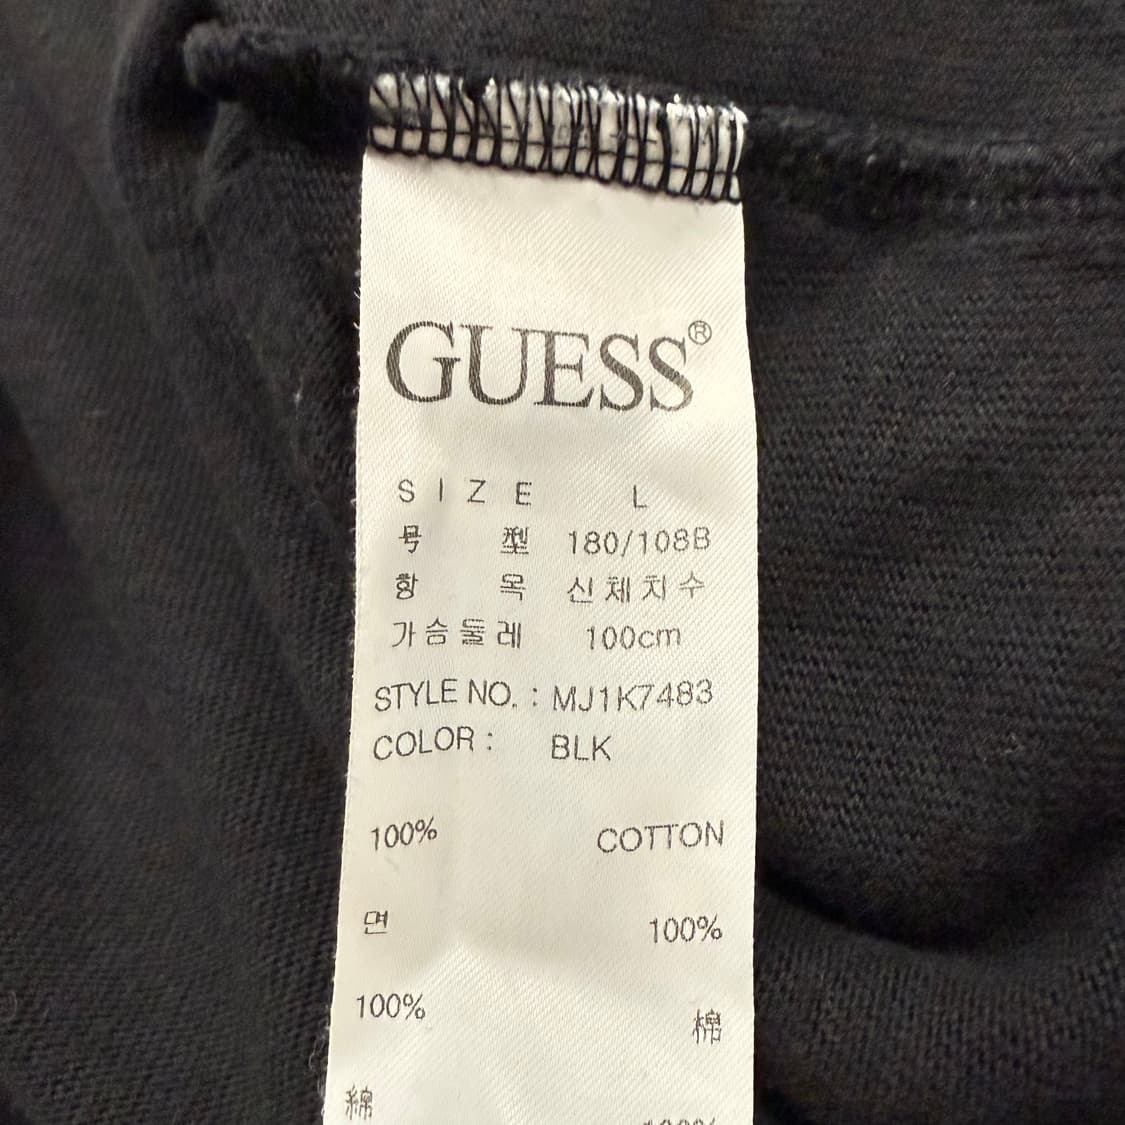 GUESS®
SIZE L
号型 180/108B
항목 신체치수
가슴둘레 100cm
STYLE NO. : MJ1K7483
COLOR : BLK
100% COTTON
면 100%
100% 棉
綿 100%